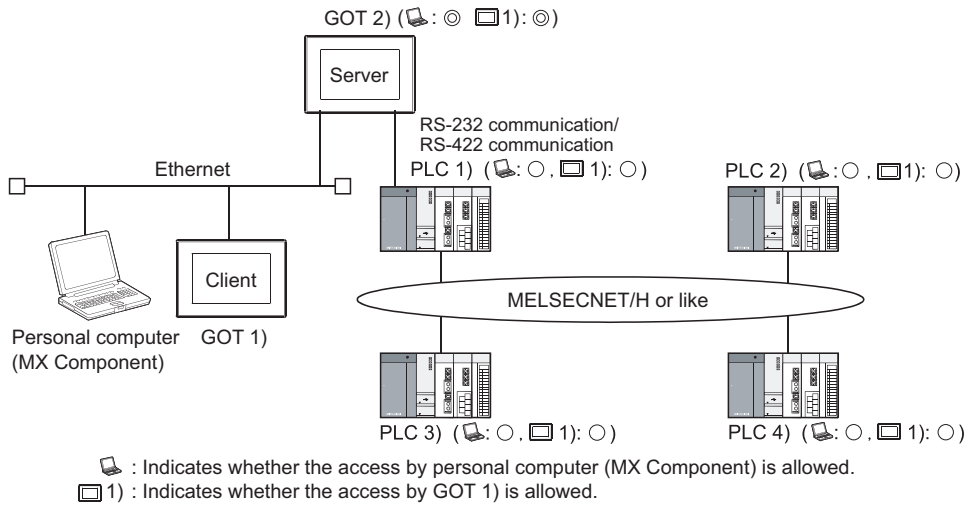 GOT 2) ( : ◎ 1): ◎)
Server
RS-232 communication/
RS-422 communication
Ethernet
PLC 1) ( : ○ , 1): ○)
PLC 2) ( : ○ , 1): ○)
Client
MELSECNET/H or like
Personal computer
(MX Component)
GOT 1)
PLC 3) ( : ○ , 1): ○)
PLC 4) ( : ○ , 1): ○)
: Indicates whether the access by personal computer (MX Component) is allowed.
1) : Indicates whether the access by GOT 1) is allowed.